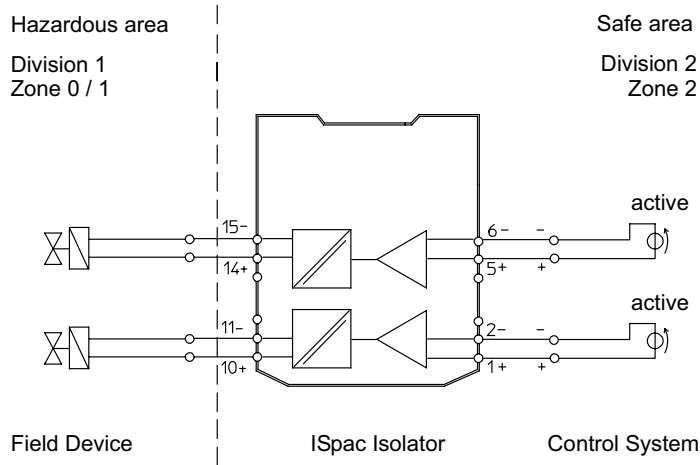 Hazardous area
Safe area
Division 1
Zone 0 / 1
Division 2
Zone 2
active
15-
6- -
14+
5+ +
active
11-
2- -
10+
1+ +
Field Device
ISpac Isolator
Control System